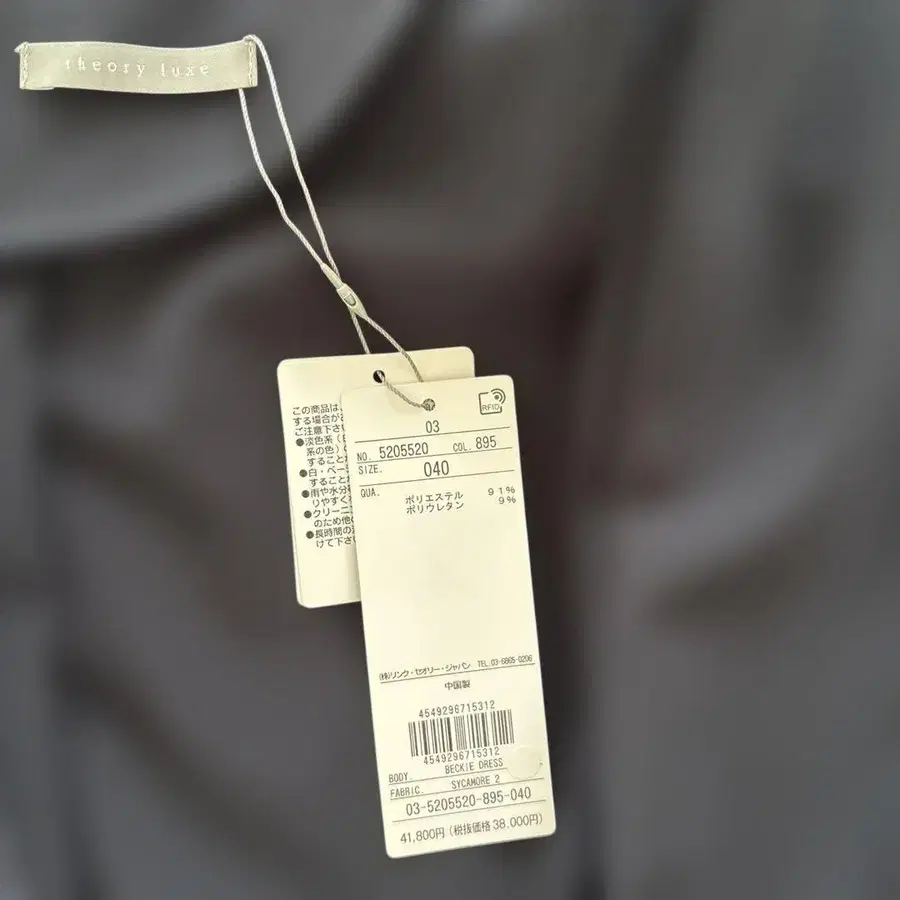 theory luxe
この商品は、
する場合が
ご注意下さい
●淡色系(
系の色)
すること
●白・ベー
すること
●雨や水分
りやすく
●クリーニ
のため他
●長時間の
けて下さい
RFID
03
NO. 5205520 COL. 895
SIZE. 040
QUA. ポリエステル 91%
ポリウレタン 9%
(株)リンク・セオリー・ジャパン TEL.03-6865-0206
中国製
4549296715312
4549296715312
BODY. BECKIE DRESS
FABRIC. SYCAMORE 2
03-5205520-895-040
41,800円(税抜価格38,000円)